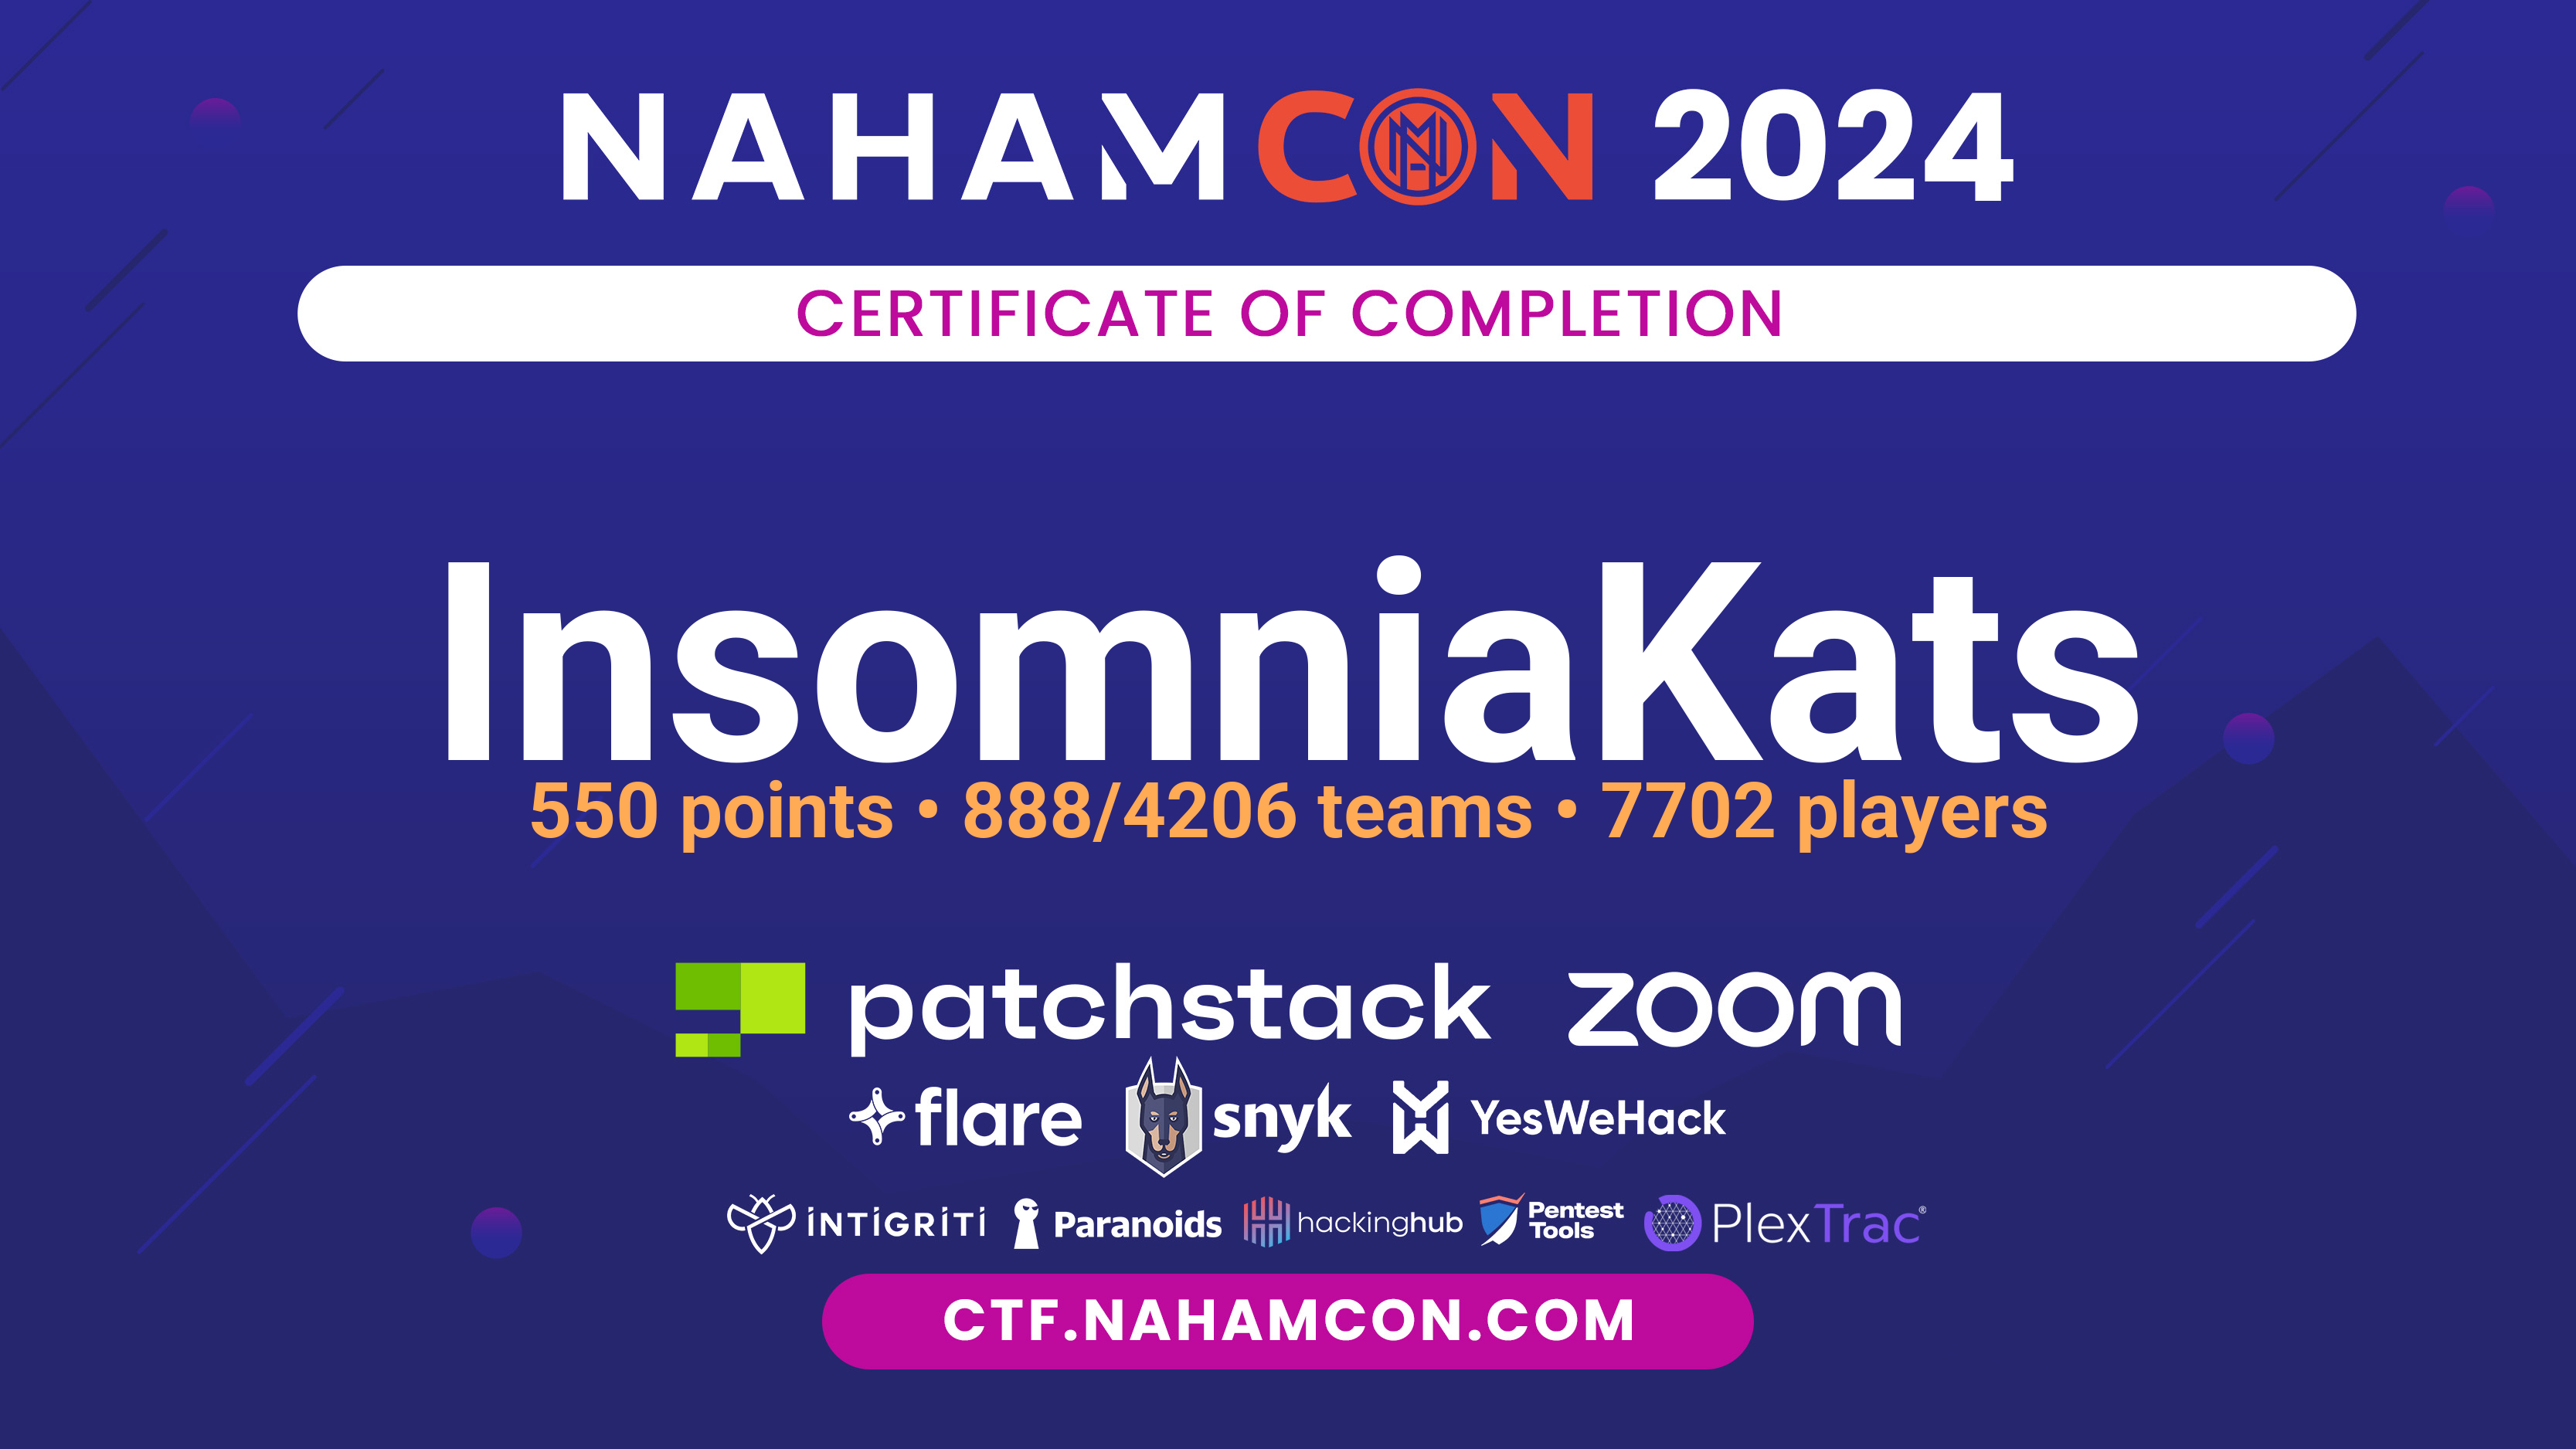 NAHAMCON 2024
CERTIFICATE OF COMPLETION
InsomniaKats
550 points • 888/4206 teams • 7702 players
patchstack zoom
flare snyk YesWeHack
INTIGRITI Paranoids hackinghub Pentest Tools PlexTrac®
CTF.NAHAMCON.COM